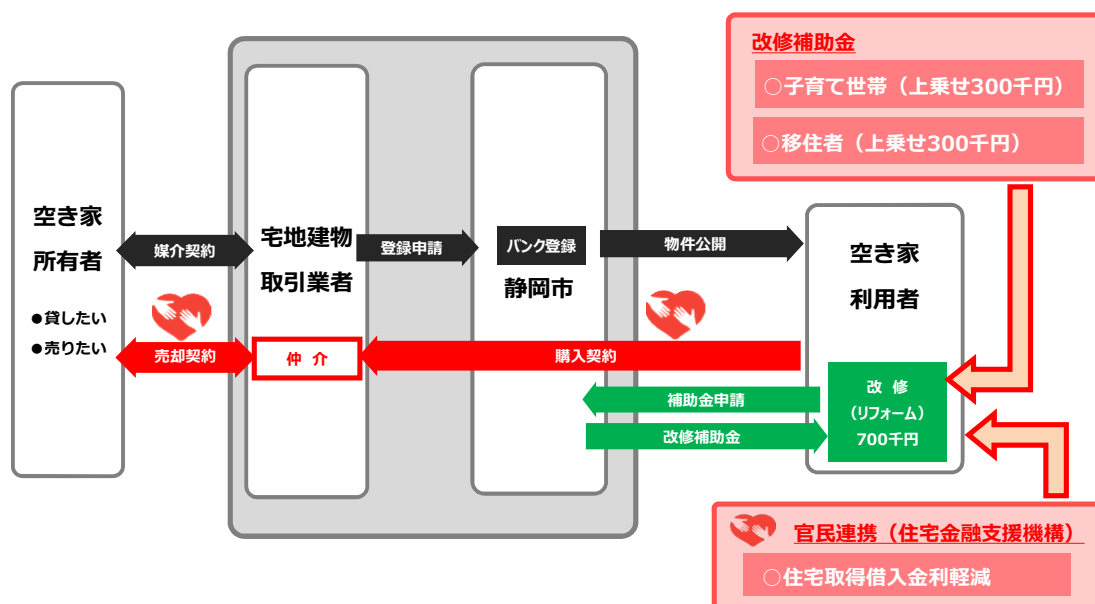 改修補助金
○子育て世帯（上乗せ300千円）
○移住者（上乗せ300千円）
空き家
所有者
●貸したい
●売りたい
媒介契約
売却契約
宅地建物
取引業者
仲 介
登録申請
バンク登録
静岡市
物件公開
購入契約
補助金申請
改修補助金
空き家
利用者
改 修
（リフォーム）
700千円
官民連携（住宅金融支援機構）
○住宅取得借入金利軽減